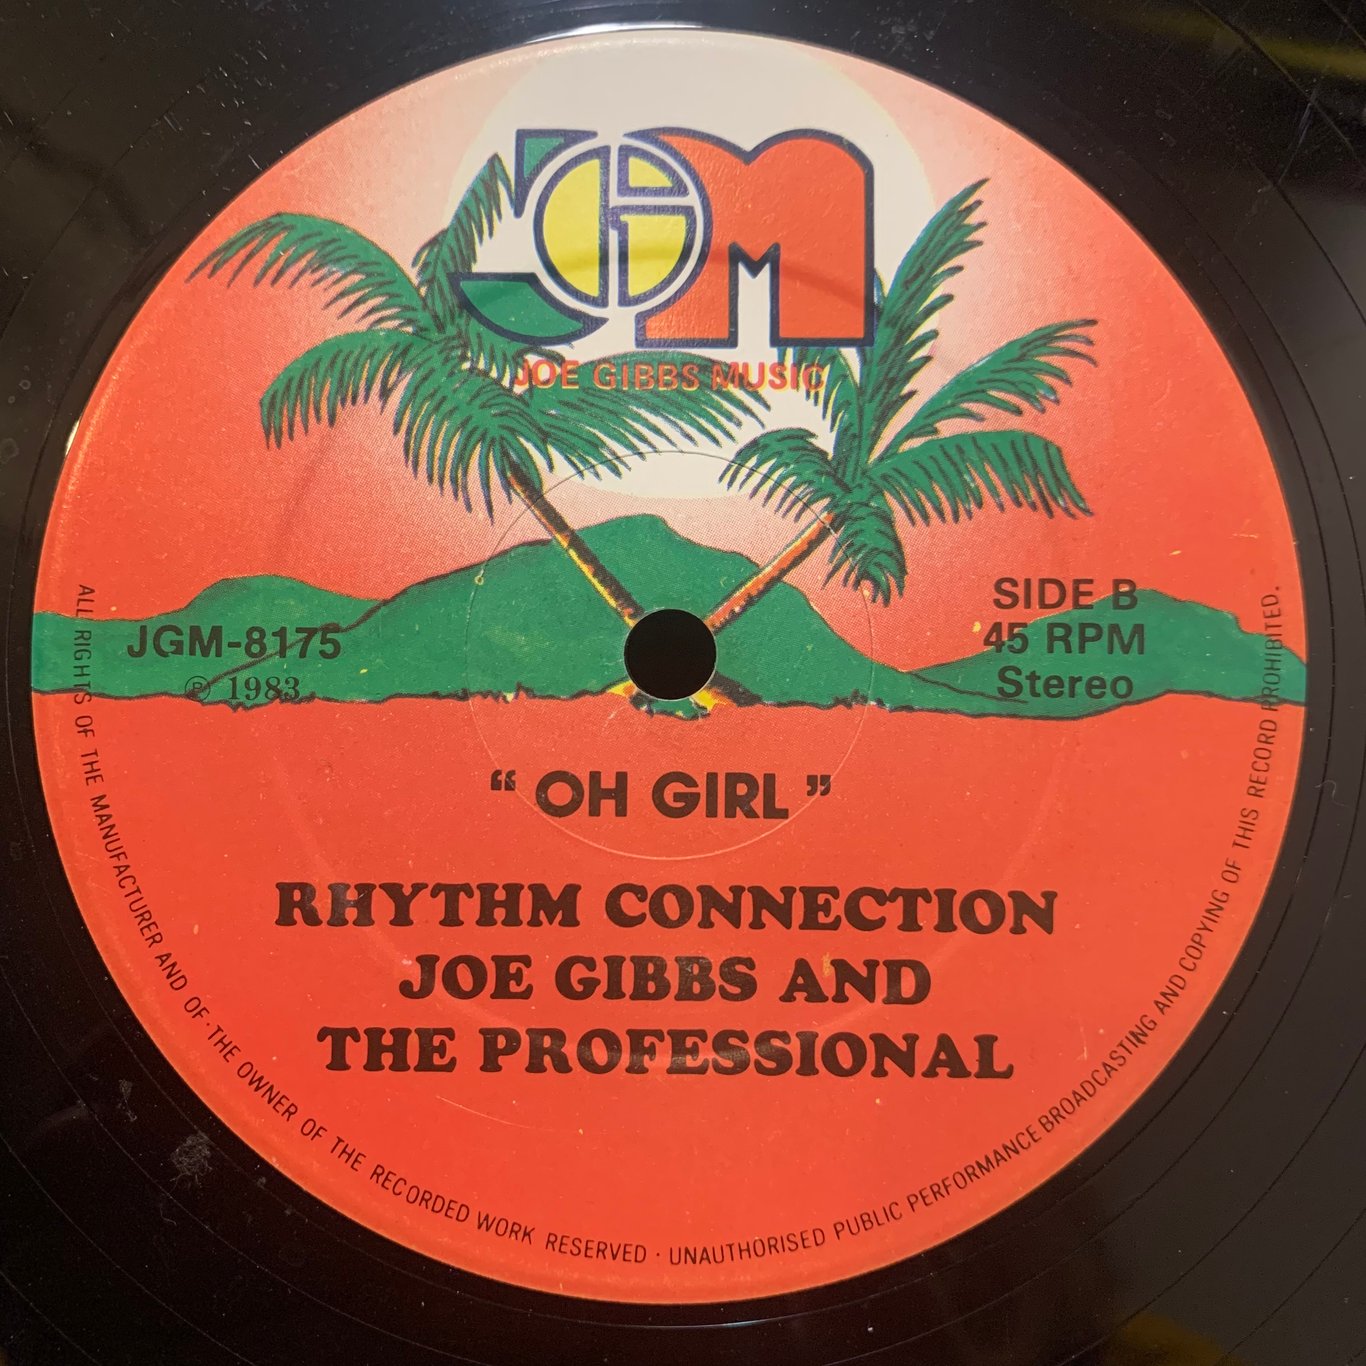 JGM
JOE GIBBS MUSIC
JGM-8175
℗ 1983
SIDE B
45 RPM
Stereo
“ OH GIRL ”
RHYTHM CONNECTION
JOE GIBBS AND
THE PROFESSIONAL
ALL RIGHTS OF THE MANUFACTURER AND OF · THE OWNER OF THE RECORDED WORK RESERVED · UNAUTHORISED PUBLIC PERFORMANCE BROADCASTING AND COPYING OF THIS RECORD PROHIBITED.